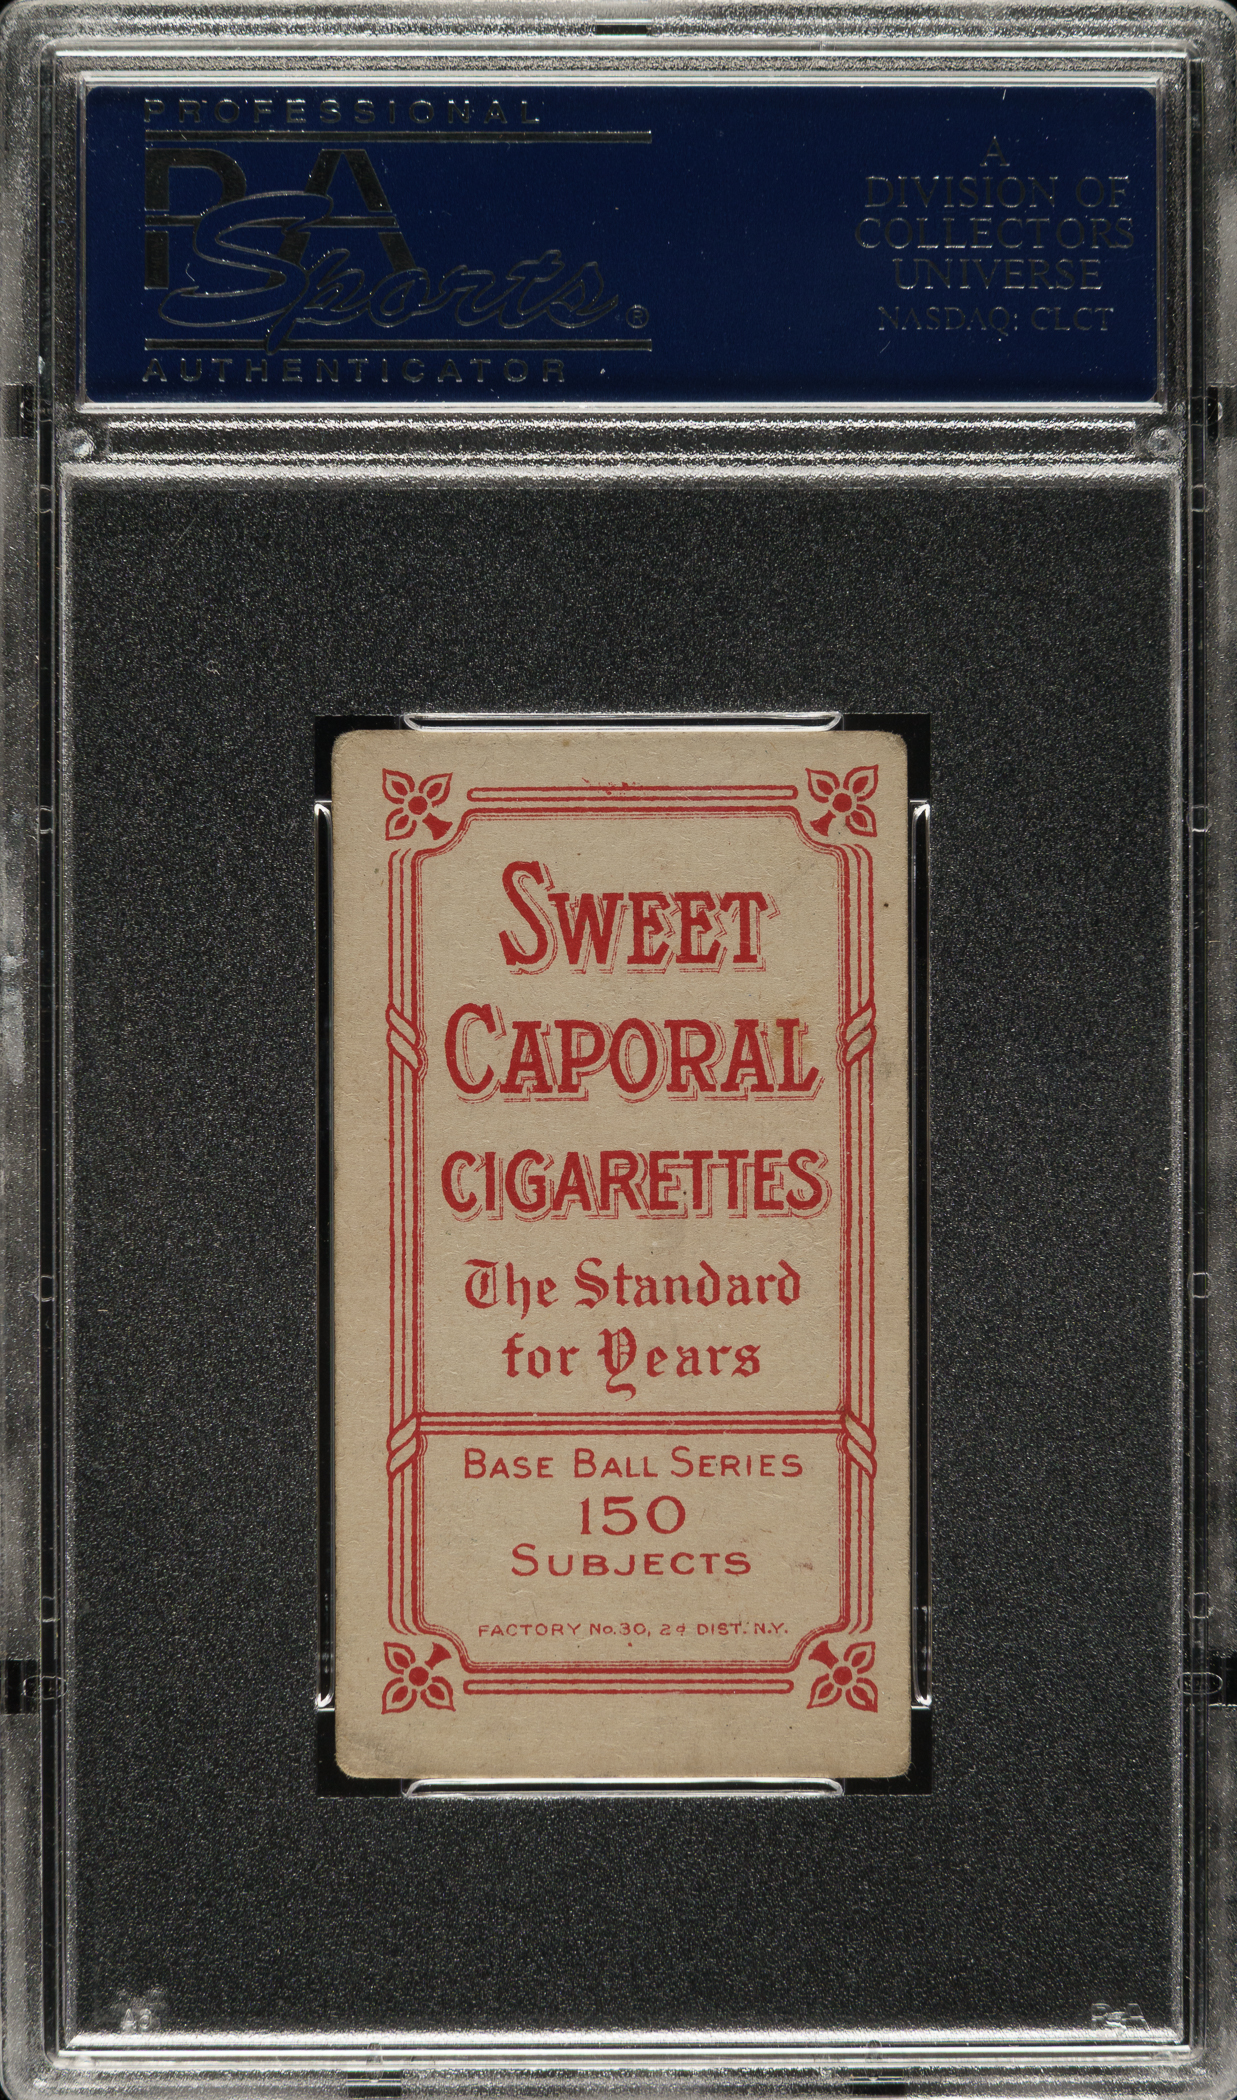 PROFESSIONAL
PSA
Sports®
AUTHENTICATOR
A
DIVISION OF
COLLECTORS
UNIVERSE
NASDAQ: CLCT
SWEET
CAPORAL
CIGARETTES
The Standard
for Years
BASE BALL SERIES
150
SUBJECTS
FACTORY No. 30, 2d DIST. N.Y.
PSA